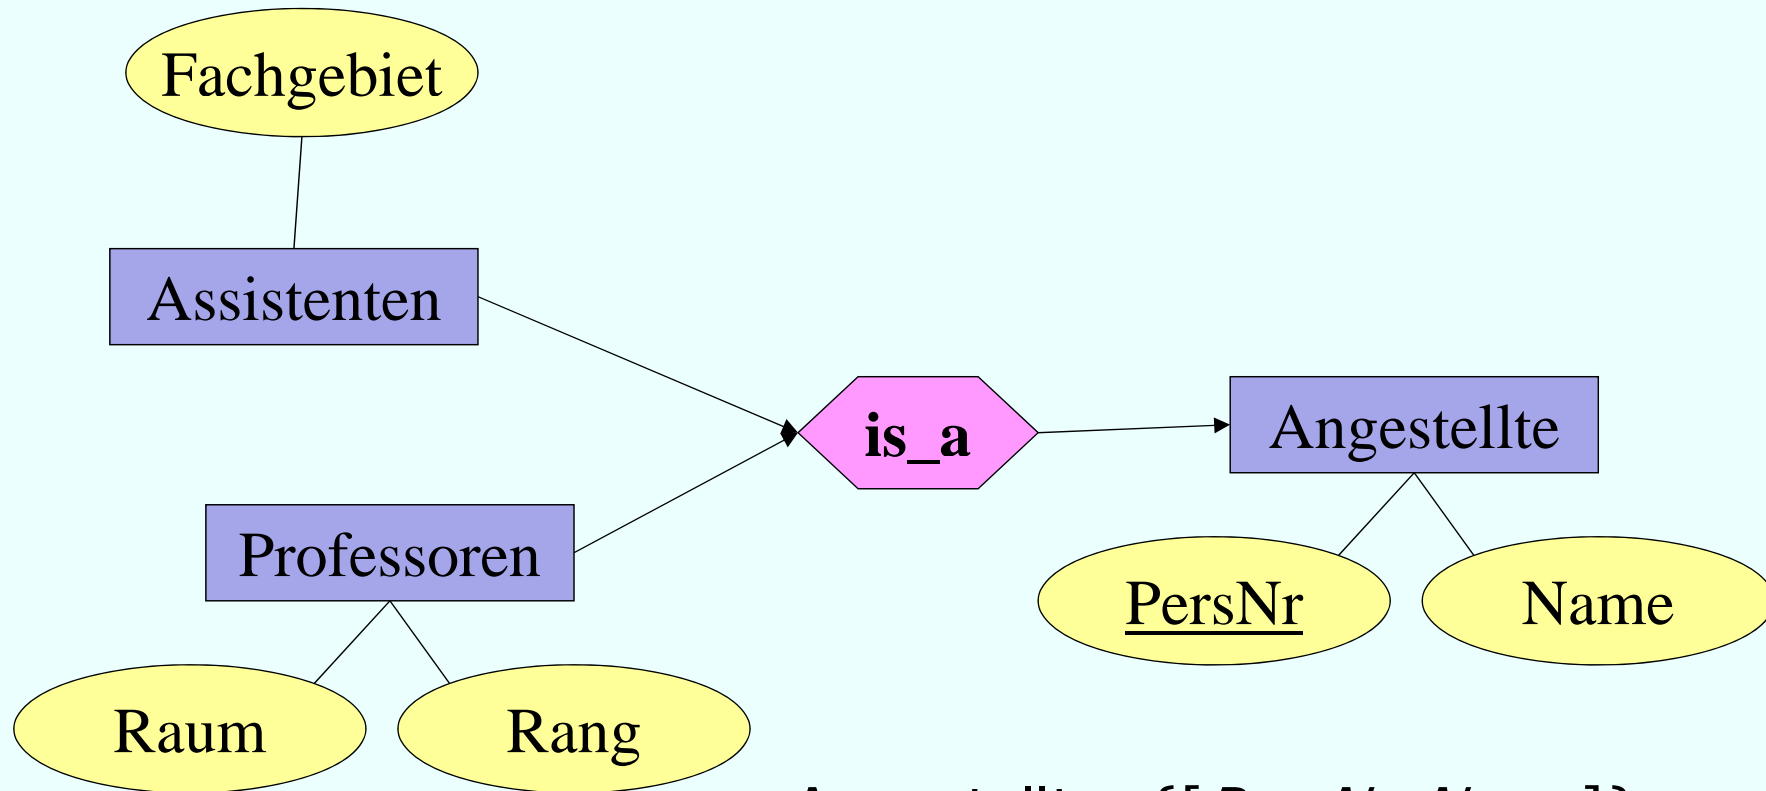 Fachgebiet
Assistenten
is_a
Angestellte
Professoren
PersNr
Name
Raum
Rang